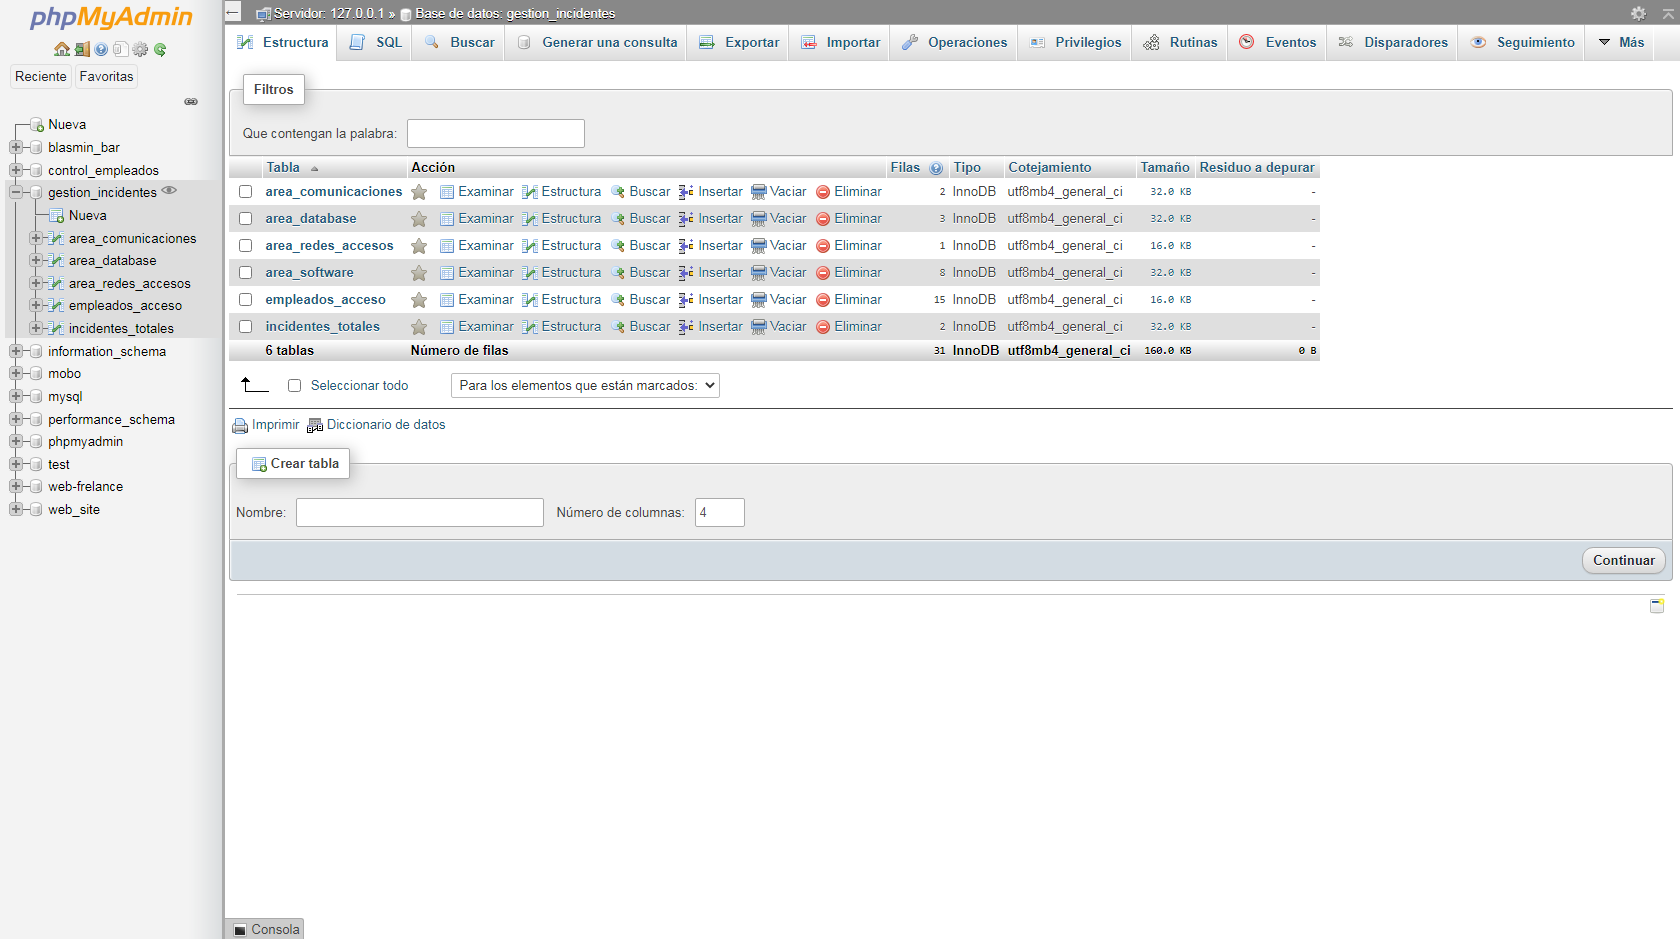 phpMyAdmin
Reciente Favoritas
Nueva
blasmin_bar
control_empleados
gestion_incidentes
Nueva
area_comunicaciones
area_database
area_redes_accesos
empleados_acceso
incidentes_totales
information_schema
mobo
mysql
performance_schema
phpmyadmin
test
web-frelance
web_site
← Servidor: 127.0.0.1 » Base de datos: gestion_incidentes
Estructura SQL Buscar Generar una consulta Exportar Importar Operaciones Privilegios Rutinas Eventos Disparadores Seguimiento Más
Filtros
Que contengan la palabra:
Tabla Acción Filas Tipo Cotejamiento Tamaño Residuo a depurar
area_comunicaciones Examinar Estructura Buscar Insertar Vaciar Eliminar 2 InnoDB utf8mb4_general_ci 32.0 KB -
area_database Examinar Estructura Buscar Insertar Vaciar Eliminar 3 InnoDB utf8mb4_general_ci 32.0 KB -
area_redes_accesos Examinar Estructura Buscar Insertar Vaciar Eliminar 1 InnoDB utf8mb4_general_ci 16.0 KB -
area_software Examinar Estructura Buscar Insertar Vaciar Eliminar 8 InnoDB utf8mb4_general_ci 32.0 KB -
empleados_acceso Examinar Estructura Buscar Insertar Vaciar Eliminar 15 InnoDB utf8mb4_general_ci 16.0 KB -
incidentes_totales Examinar Estructura Buscar Insertar Vaciar Eliminar 2 InnoDB utf8mb4_general_ci 32.0 KB -
6 tablas Número de filas 31 InnoDB utf8mb4_general_ci 160.0 KB 0 B
Seleccionar todo Para los elementos que están marcados:
Imprimir Diccionario de datos
Crear tabla
Nombre: Número de columnas: 4
Continuar
Consola